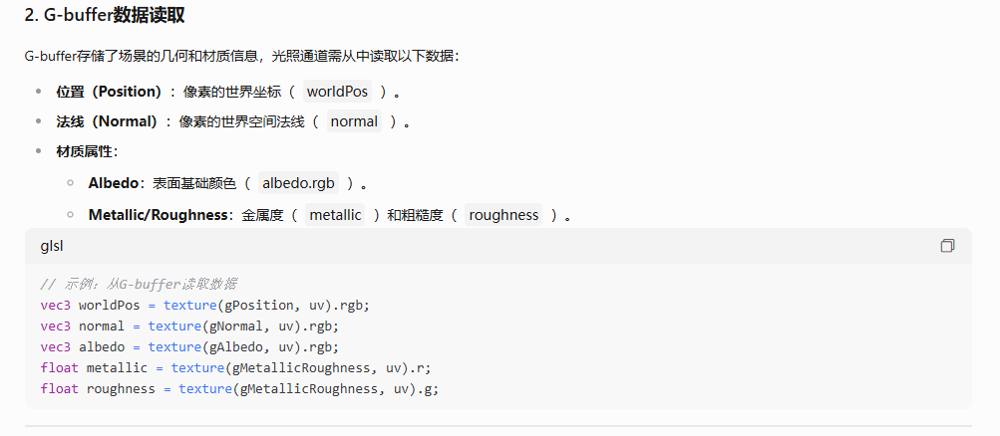 2. G-buffer数据读取
G-buffer存储了场景的几何和材质信息，光照通道需从中读取以下数据：
位置（Position）：像素的世界坐标（ worldPos ）。
法线（Normal）：像素的世界空间法线（ normal ）。
材质属性：
Albedo：表面基础颜色（ albedo.rgb ）。
Metallic/Roughness：金属度（ metallic ）和粗糙度（ roughness ）。
glsl
// 示例：从G-buffer读取数据
vec3 worldPos = texture(gPosition, uv).rgb;
vec3 normal = texture(gNormal, uv).rgb;
vec3 albedo = texture(gAlbedo, uv).rgb;
float metallic = texture(gMetallicRoughness, uv).r;
float roughness = texture(gMetallicRoughness, uv).g;